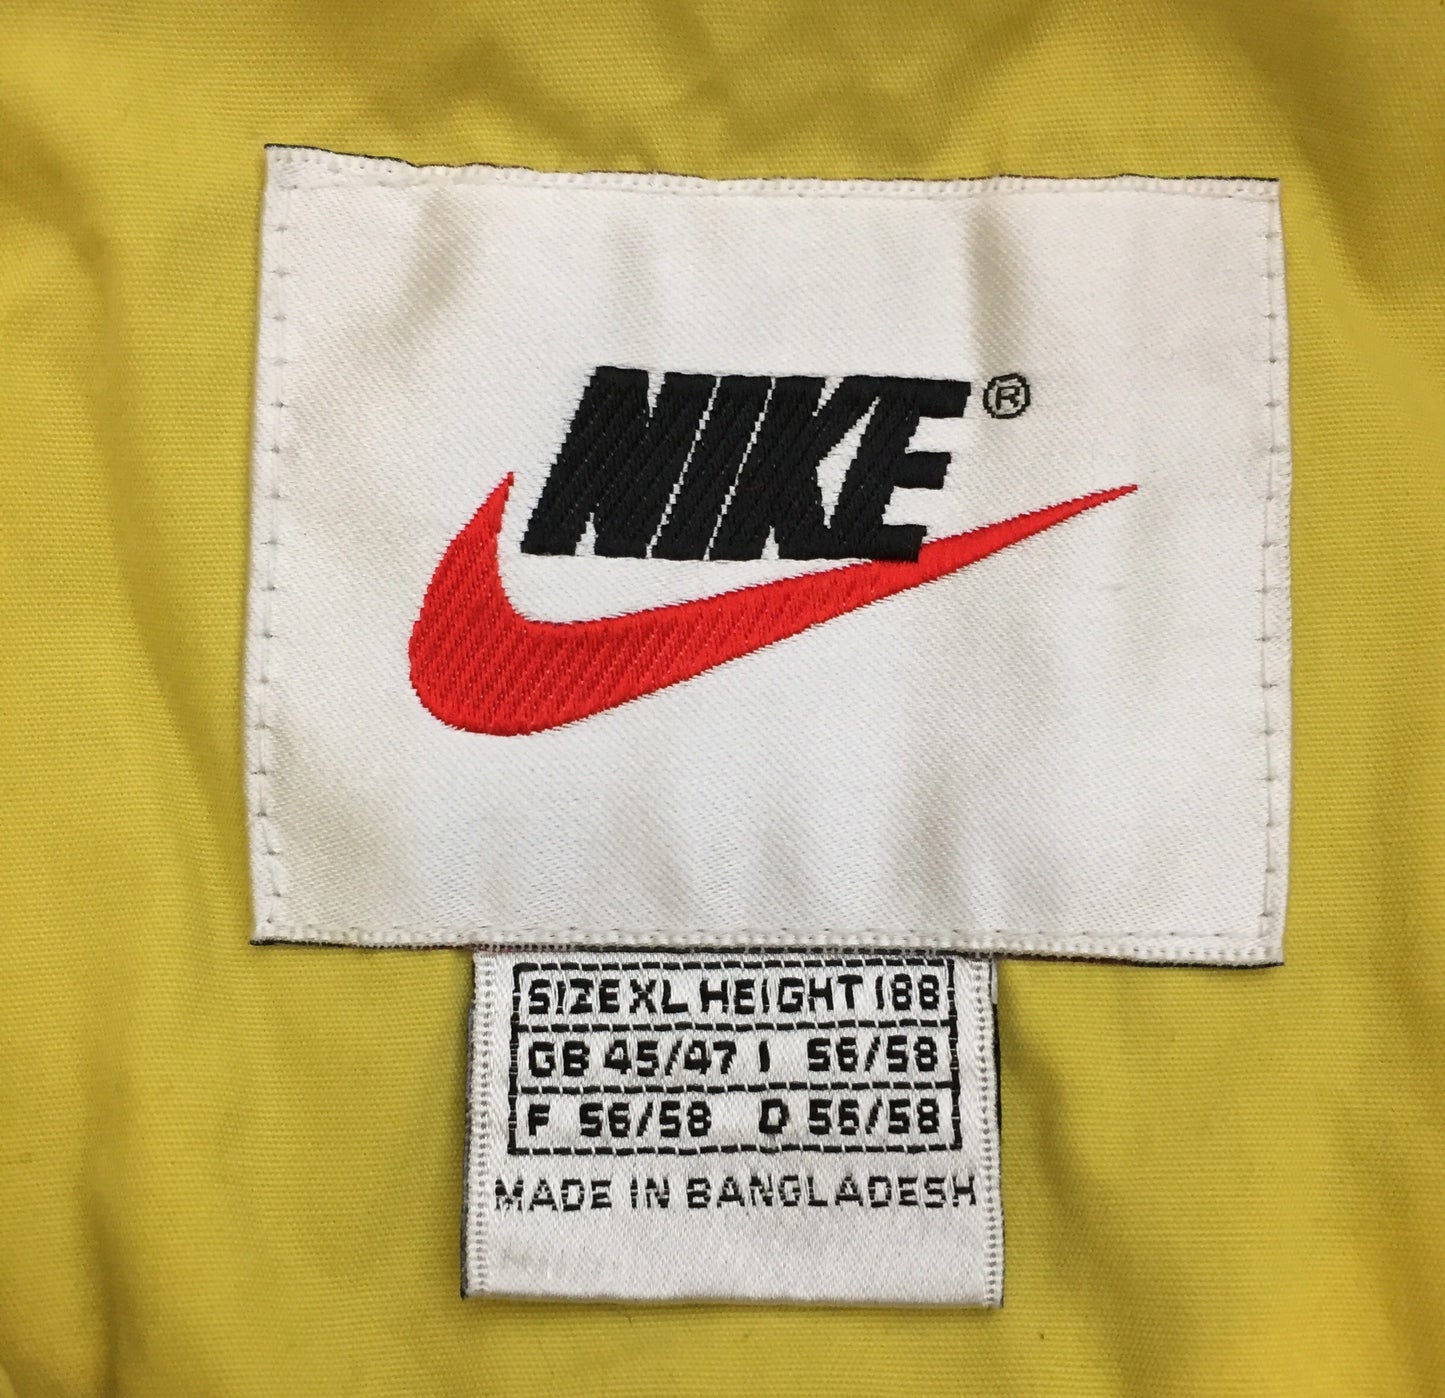 NIKE®
SIZE XL HEIGHT 188
GB 45/47 I 56/58
F 56/58 D 56/58
MADE IN BANGLADESH